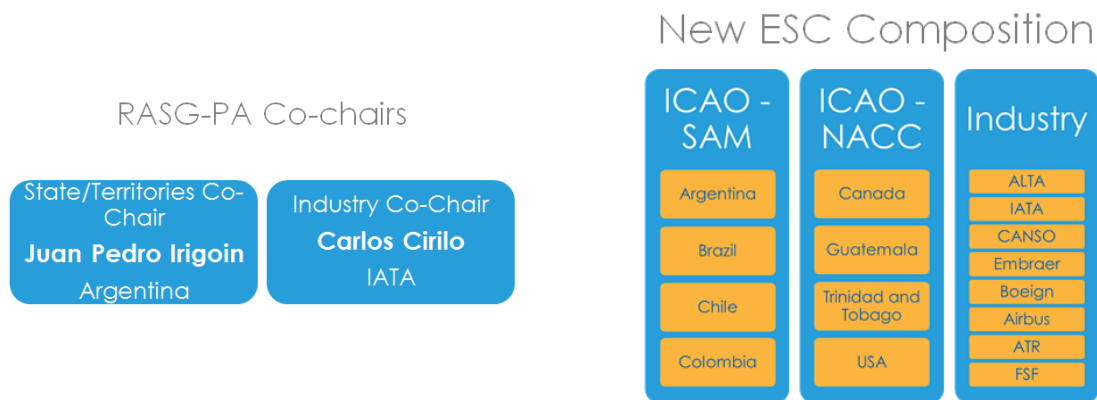 RASG-PA Co-chairs
State/Territories Co-
Chair
Juan Pedro Irigoin
Argentina
Industry Co-Chair
Carlos Cirilo
IATA
New ESC Composition
ICAO -
SAM
Argentina
Brazil
Chile
Colombia
ICAO -
NACC
Canada
Guatemala
Trinidad and
Tobago
USA
Industry
ALTA
IATA
CANSO
Embraer
Boeign
Airbus
ATR
FSF